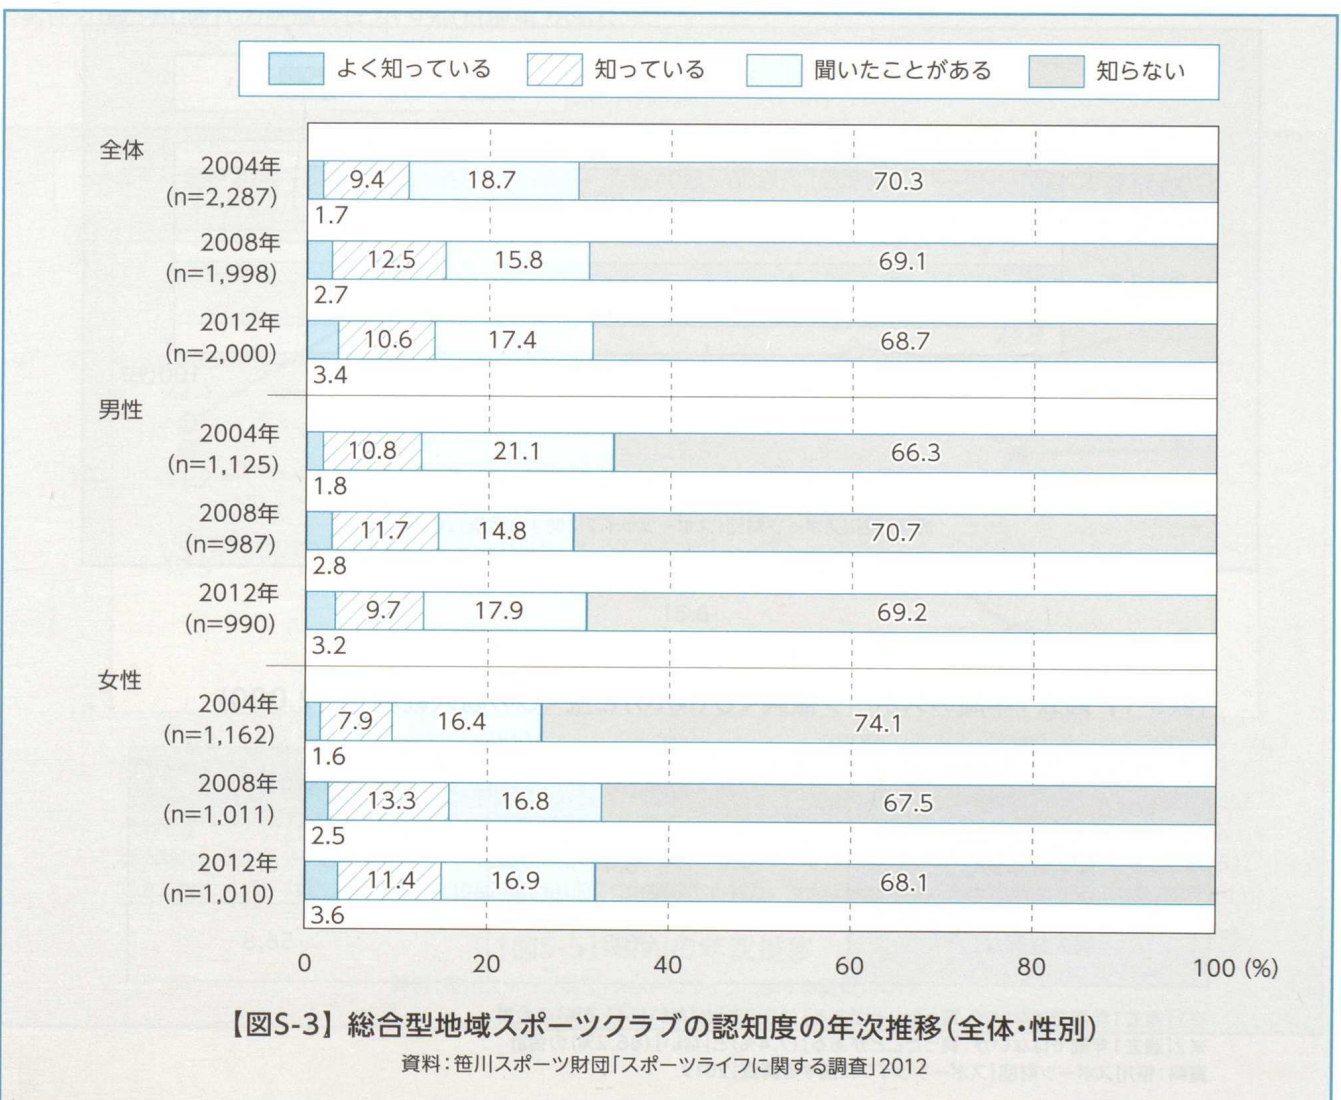 よく知っている 知っている 聞いたことがある 知らない
全体
2004年
(n=2,287)
9.4 18.7 70.3
1.7
2008年
(n=1,998)
12.5 15.8 69.1
2.7
2012年
(n=2,000)
10.6 17.4 68.7
3.4
男性
2004年
(n=1,125)
10.8 21.1 66.3
1.8
2008年
(n=987)
11.7 14.8 70.7
2.8
2012年
(n=990)
9.7 17.9 69.2
3.2
女性
2004年
(n=1,162)
7.9 16.4 74.1
1.6
2008年
(n=1,011)
13.3 16.8 67.5
2.5
2012年
(n=1,010)
11.4 16.9 68.1
3.6
0 20 40 60 80 100 (%)
【図S-3】総合型地域スポーツクラブの認知度の年次推移(全体・性別)
資料:笹川スポーツ財団「スポーツライフに関する調査」2012